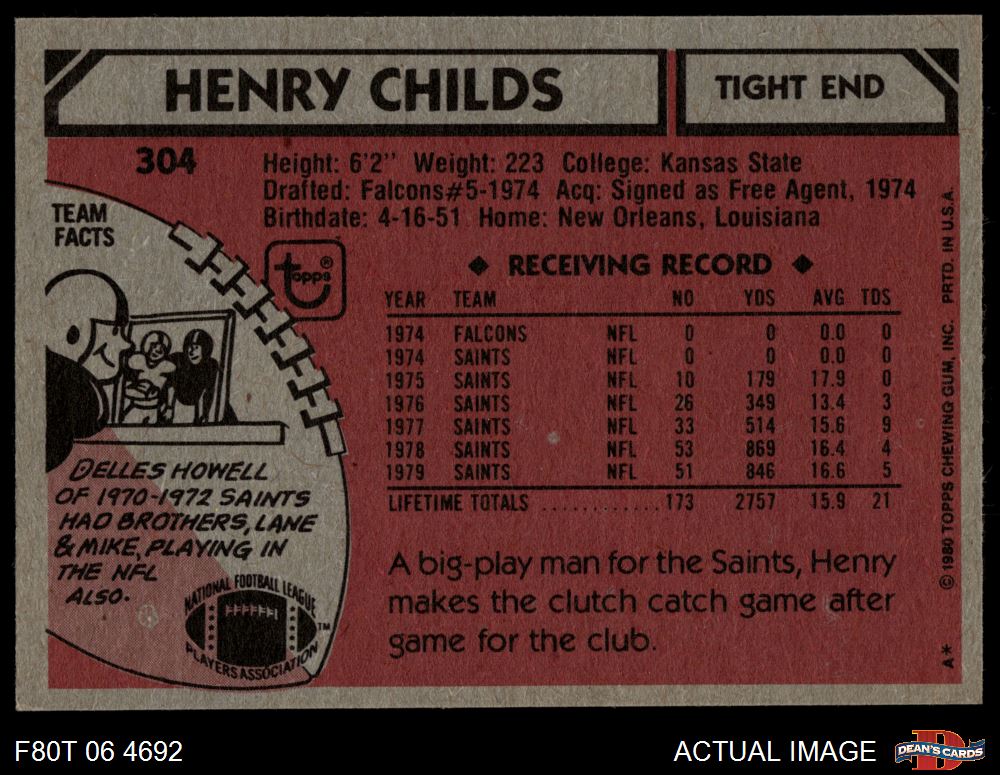 HENRY CHILDS
TIGHT END
304
Height: 6'2" Weight: 223 College: Kansas State
Drafted: Falcons#5-1974 Acq: Signed as Free Agent, 1974
Birthdate: 4-16-51 Home: New Orleans, Louisiana
TEAM
FACTS
topps®
◆ RECEIVING RECORD ◆
YEAR TEAM NO YDS AVG TDS
1974 FALCONS NFL 0 0 0.0 0
1974 SAINTS NFL 0 0 0.0 0
1975 SAINTS NFL 10 179 17.9 0
1976 SAINTS NFL 26 349 13.4 3
1977 SAINTS NFL 33 514 15.6 9
1978 SAINTS NFL 53 869 16.4 4
1979 SAINTS NFL 51 846 16.6 5
LIFETIME TOTALS ............ 173 2757 15.9 21
DELLES HOWELL
OF 1970-1972 SAINTS
HAD BROTHERS, LANE
& MIKE, PLAYING IN
THE NFL
ALSO.
NATIONAL FOOTBALL LEAGUE
PLAYERS ASSOCIATION
TM
A big-play man for the Saints, Henry
makes the clutch catch game after
game for the club.
A* © 1980 TOPPS CHEWING GUM, INC. PRTD. IN U.S.A.
F80T 06 4692
ACTUAL IMAGE
DEAN'S CARDS